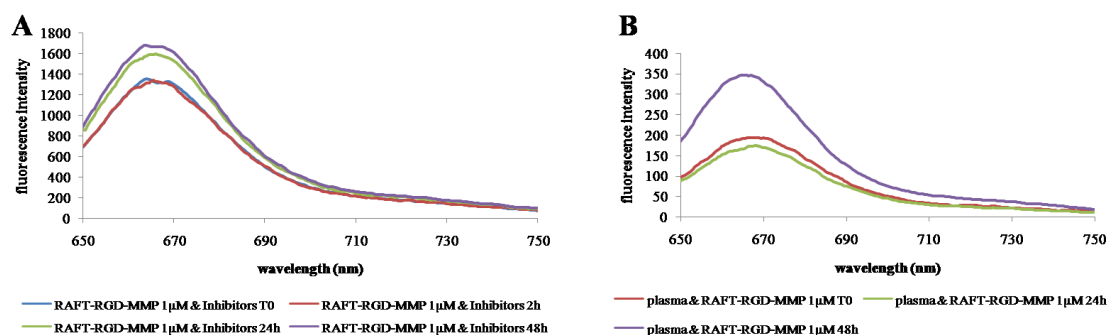 A
fluorescence intensity
1800
1600
1400
1200
1000
800
600
400
200
0
650 670 690 710 730 750
wavelength (nm)
RAFT-RGD-MMP 1µM & Inhibitors T0 RAFT-RGD-MMP 1µM & Inhibitors 2h
RAFT-RGD-MMP 1µM & Inhibitors 24h RAFT-RGD-MMP 1µM & Inhibitors 48h
B
fluorescence intensity
400
350
300
250
200
150
100
50
0
650 670 690 710 730 750
wavelength (nm)
plasma & RAFT-RGD-MMP 1µM T0 plasma & RAFT-RGD-MMP 1µM 24h
plasma & RAFT-RGD-MMP 1µM 48h